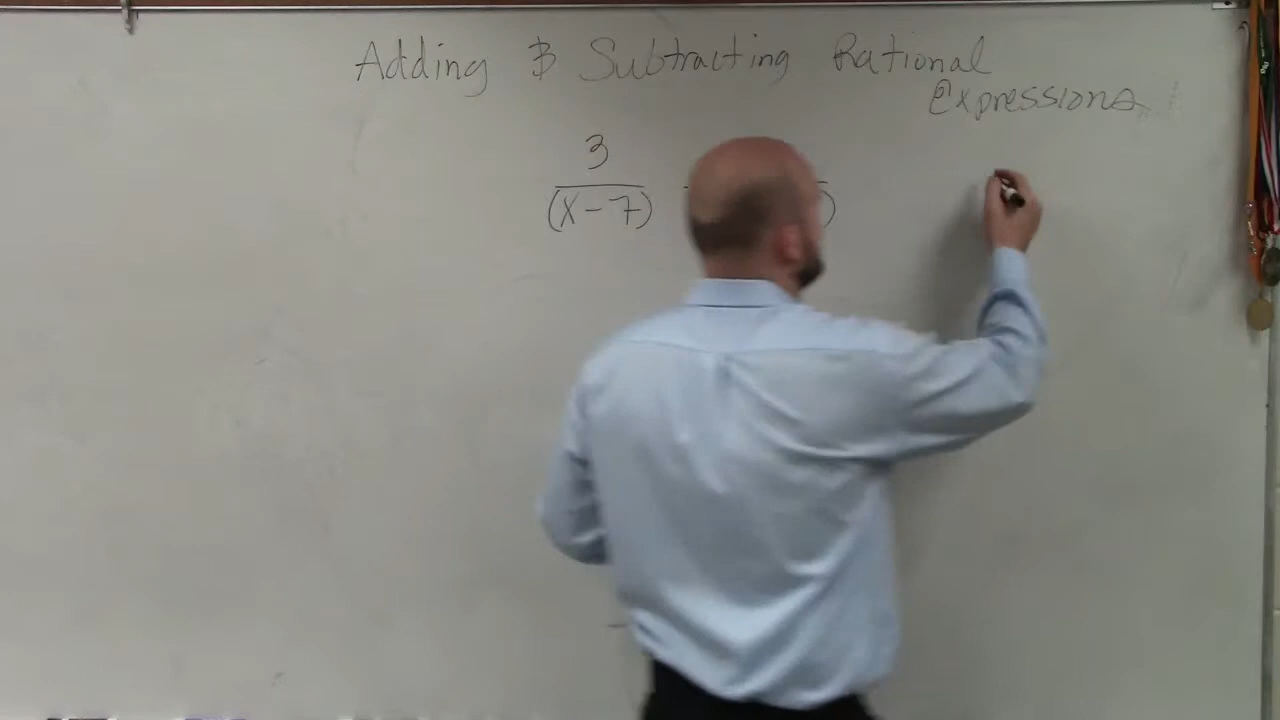 Adding & Subtracting Rational
Expressions
3
(x-7)
)